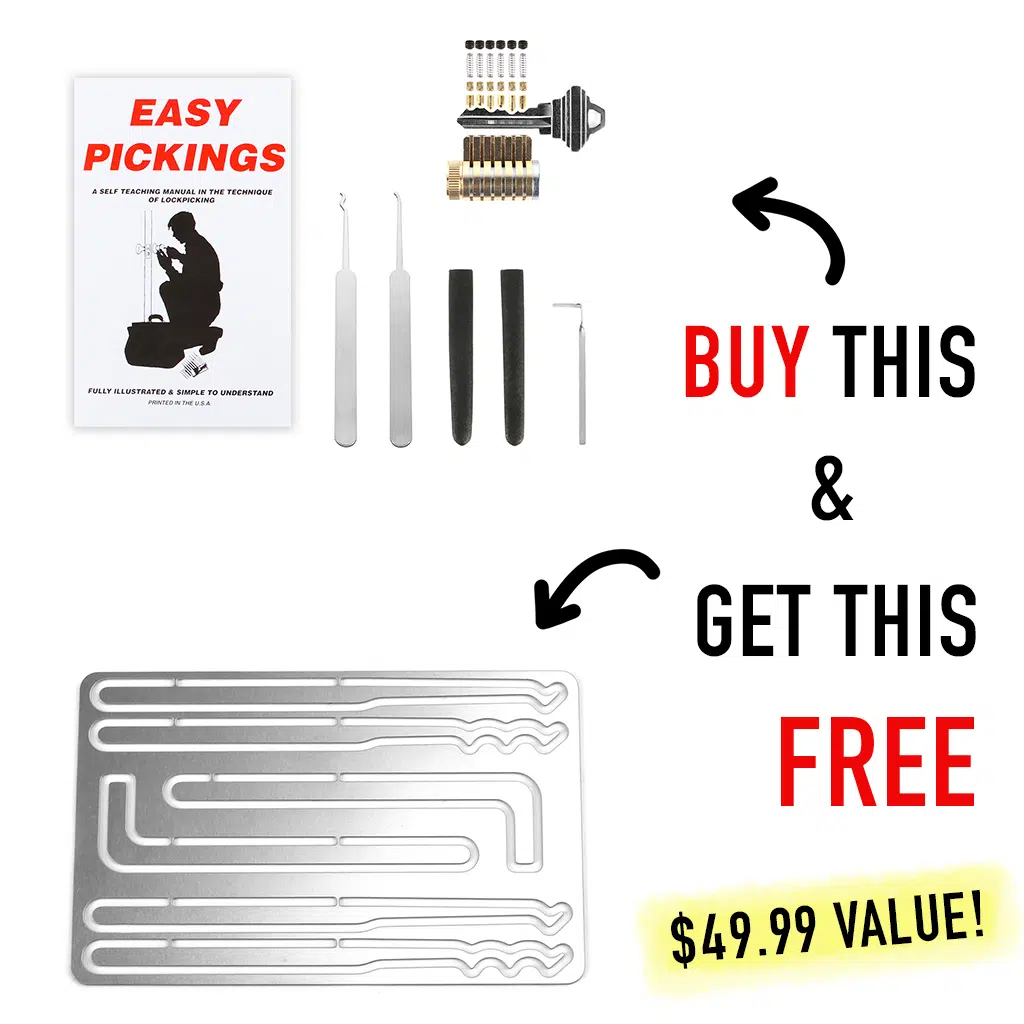 EASY
PICKINGS
A SELF TEACHING MANUAL IN THE TECHNIQUE
OF LOCKPICKING
FULLY ILLUSTRATED & SIMPLE TO UNDERSTAND
PRINTED IN THE U.S.A.
BUY THIS
&
GET THIS
FREE
$49.99 VALUE!